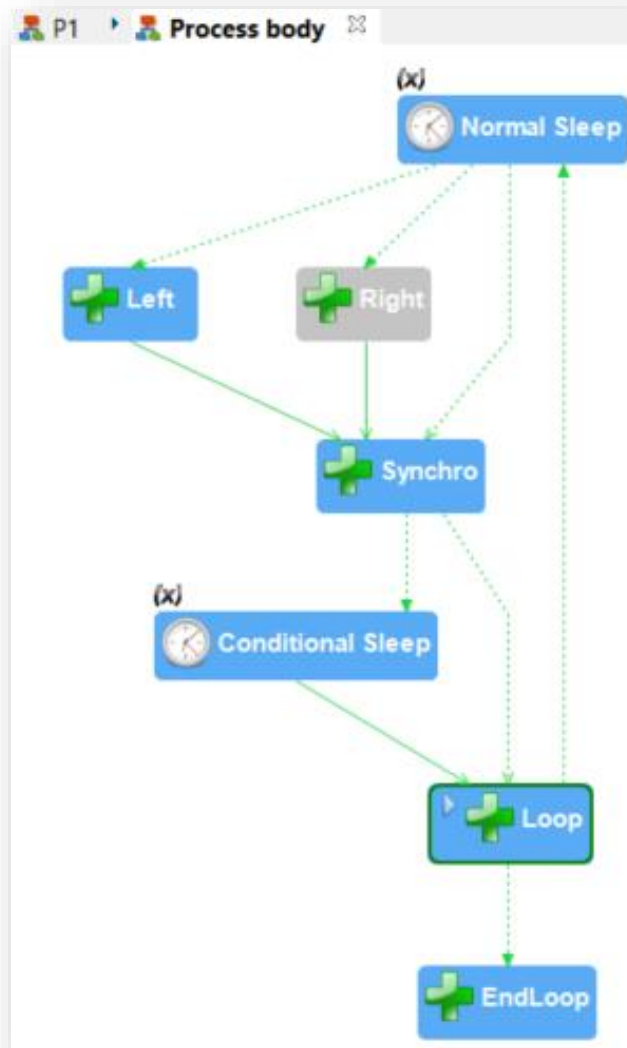 P1 Process body
(x)
Normal Sleep
Left
Right
Synchro
(x)
Conditional Sleep
Loop
EndLoop